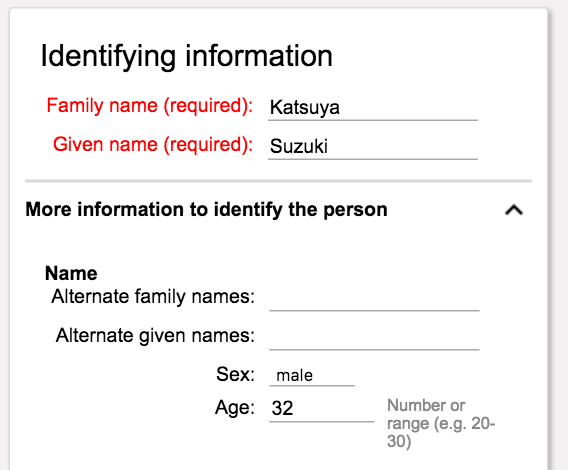 Identifying information
Family name (required): Katsuya
Given name (required): Suzuki
More information to identify the person
Name
Alternate family names:
Alternate given names:
Sex: male
Age: 32 Number or
range (e.g. 20-
30)